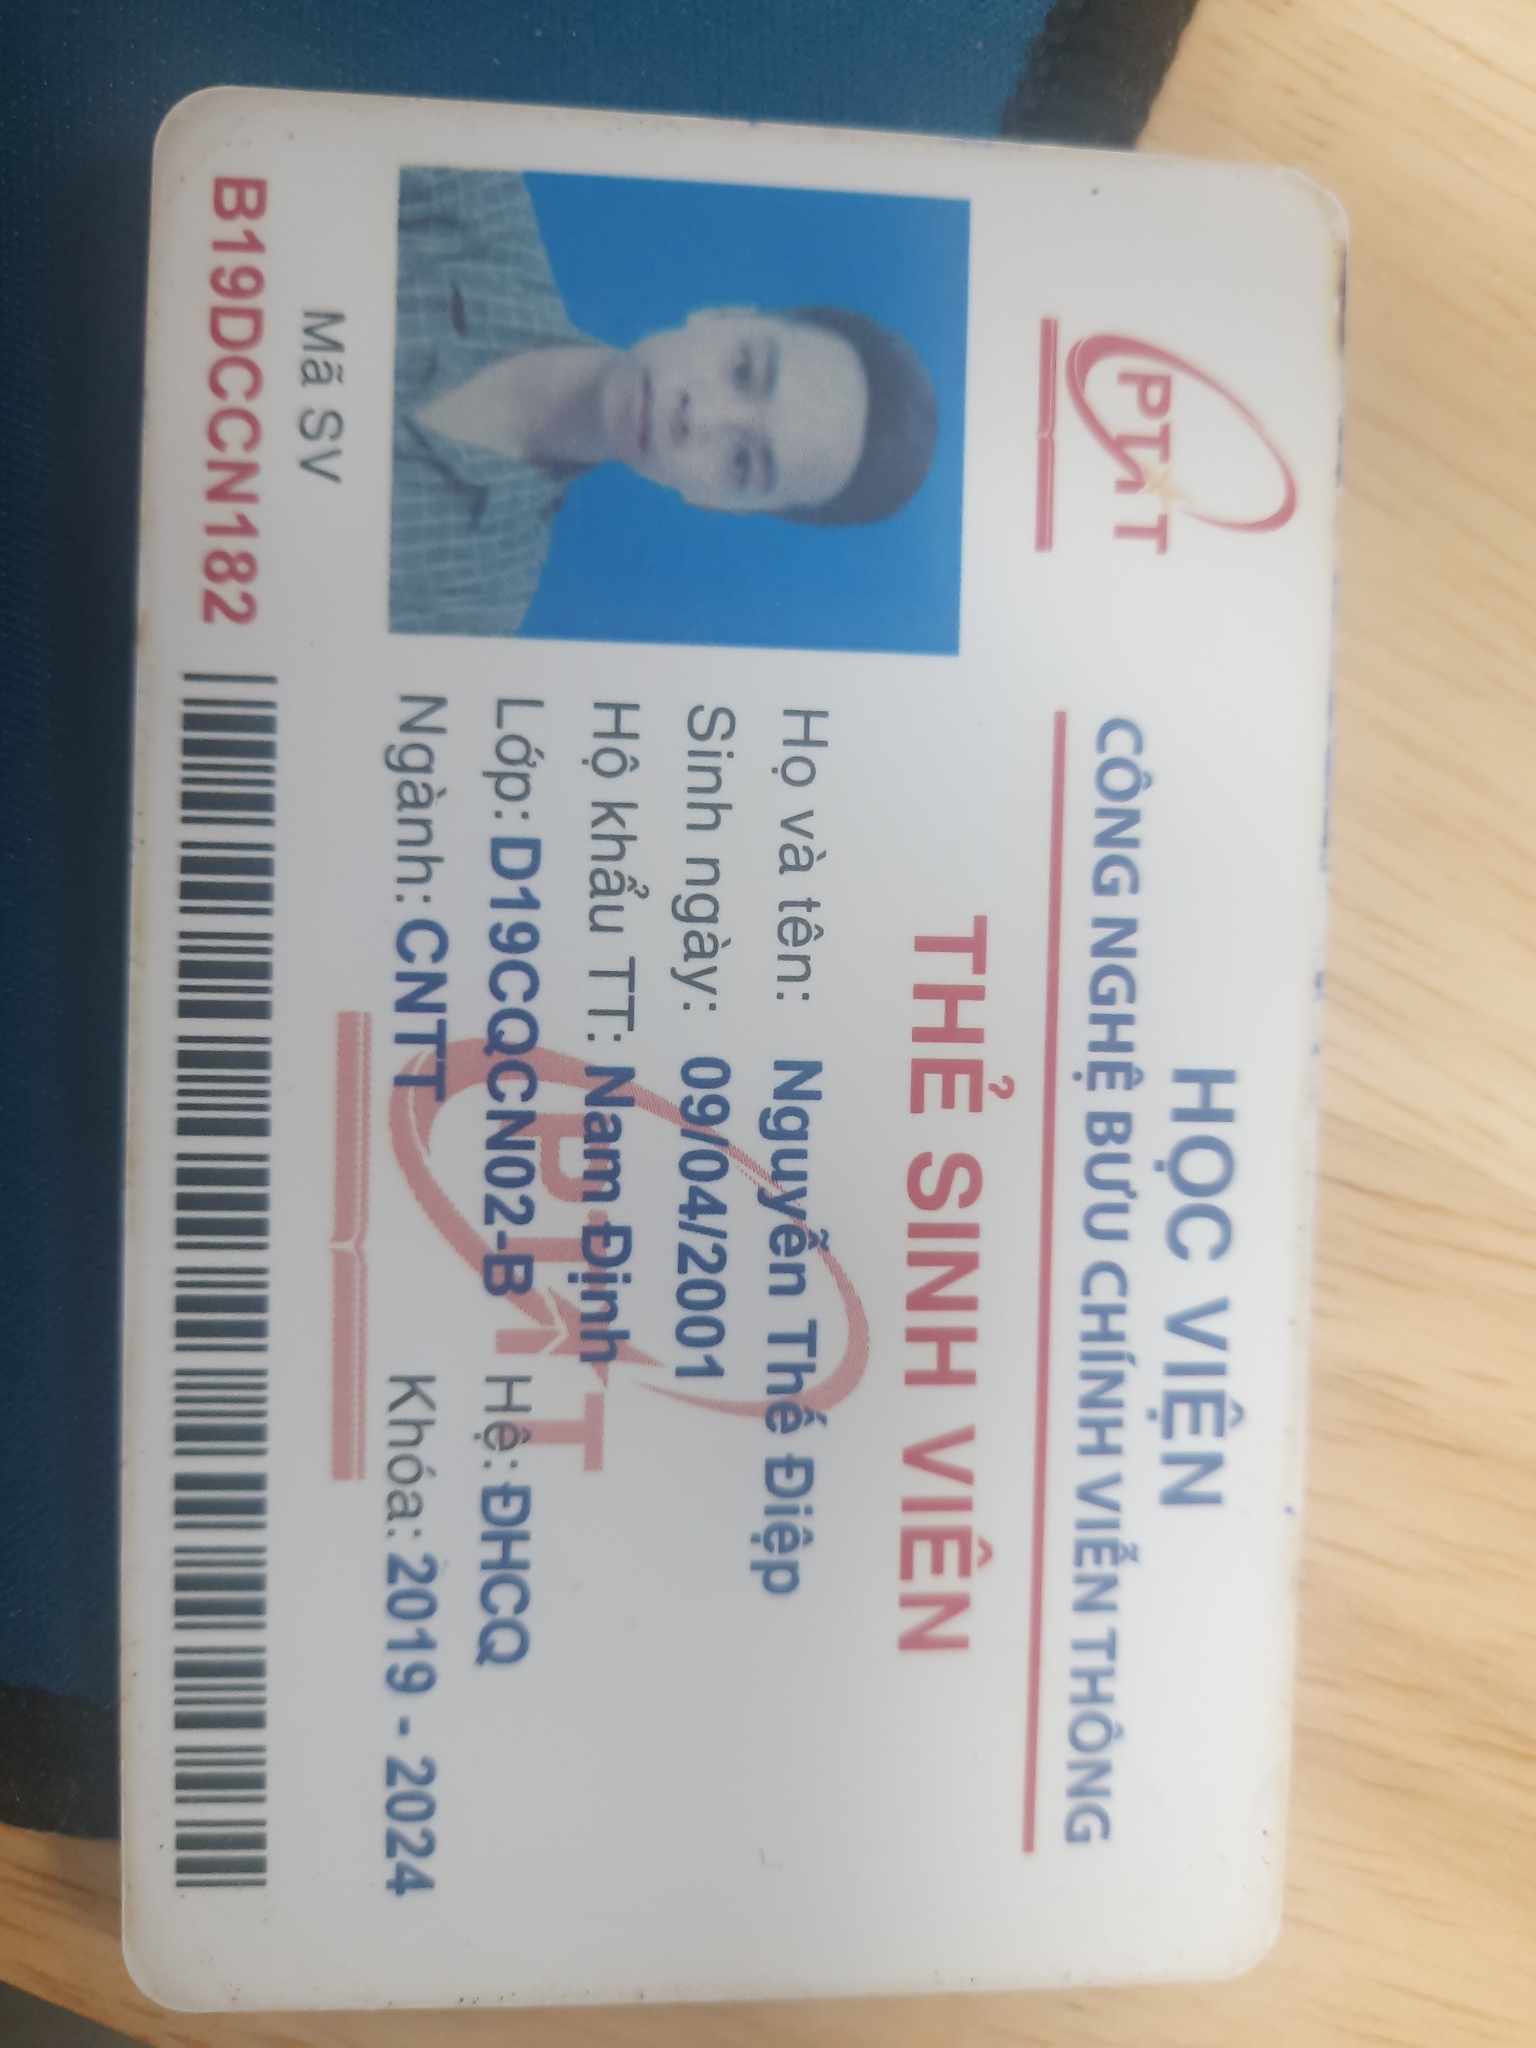 HỌC VIỆN
CÔNG NGHỆ BƯU CHÍNH VIỄN THÔNG
PTIT
THẺ SINH VIÊN
Họ và tên: Nguyễn Thế Điệp
Sinh ngày: 09/04/2001
Hộ khẩu TT: Nam Định
Lớp: D19CQCN02-B Hệ: ĐHCQ
Ngành: CNTT Khóa: 2019 - 2024
PTIT
Mã SV
B19DCCN182